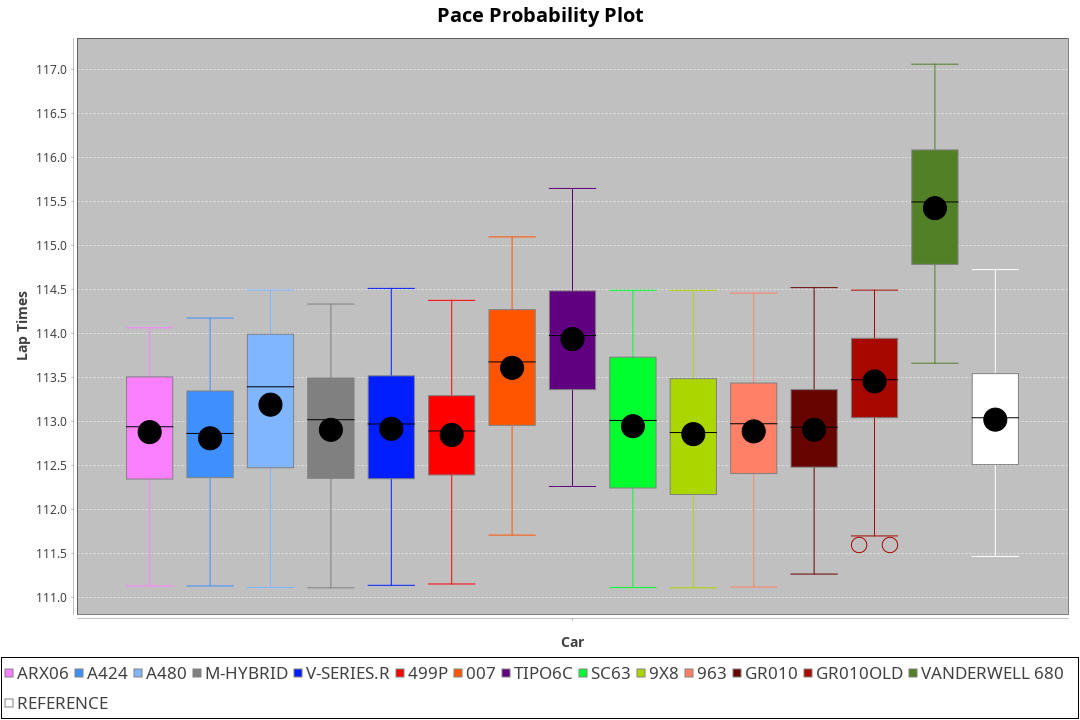 Pace Probability Plot
117.0
116.5
116.0
115.5
115.0
114.5
114.0
113.5
113.0
112.5
112.0
111.5
111.0
Lap Times
Car
ARX06 A424 A480 M-HYBRID V-SERIES.R 499P 007 TIPO6C SC63 9X8 963 GR010 GR010OLD VANDERWELL 680
REFERENCE